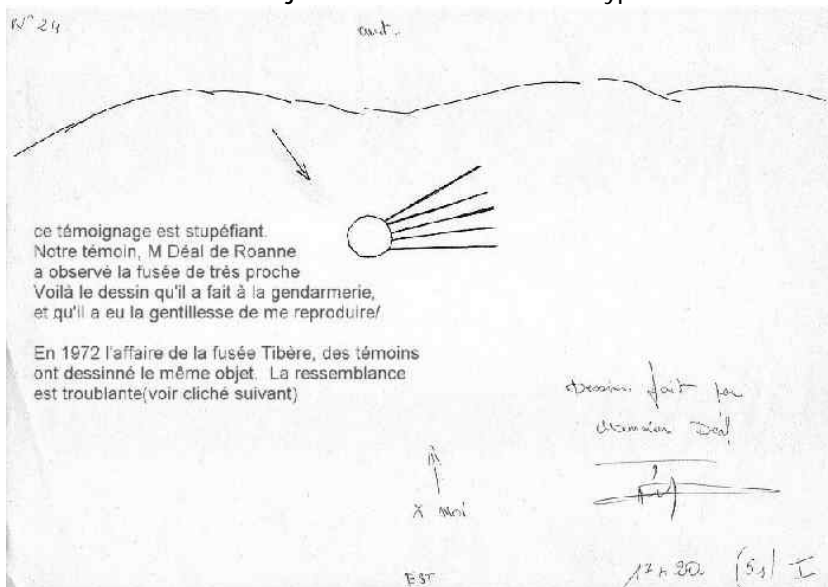 N° 24
ce témoignage est stupéfiant.
Notre témoin, M Déal de Roanne
a observé la fusée de très proche
Voilà le dessin qu'il a fait à la gendarmerie,
et qu'il a eu la gentillesse de me reproduire/
En 1972 l'affaire de la fusée Tibère, des témoins
ont dessinné le même objet.  La ressemblance
est troublante(voir cliché suivant)
Dessin fait par
Monsieur Déal
X moi
EST